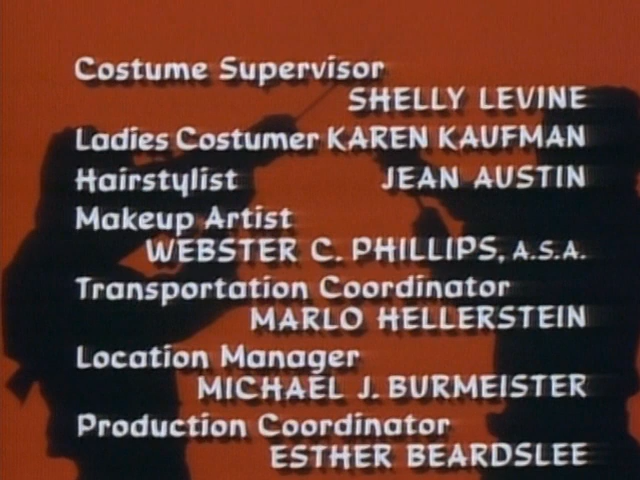 Costume Supervisor
SHELLY LEVINE
Ladies Costumer KAREN KAUFMAN
Hairstylist JEAN AUSTIN
Makeup Artist
WEBSTER C. PHILLIPS, A.S.A.
Transportation Coordinator
MARLO HELLERSTEIN
Location Manager
MICHAEL J. BURMEISTER
Production Coordinator
ESTHER BEARDSLEE